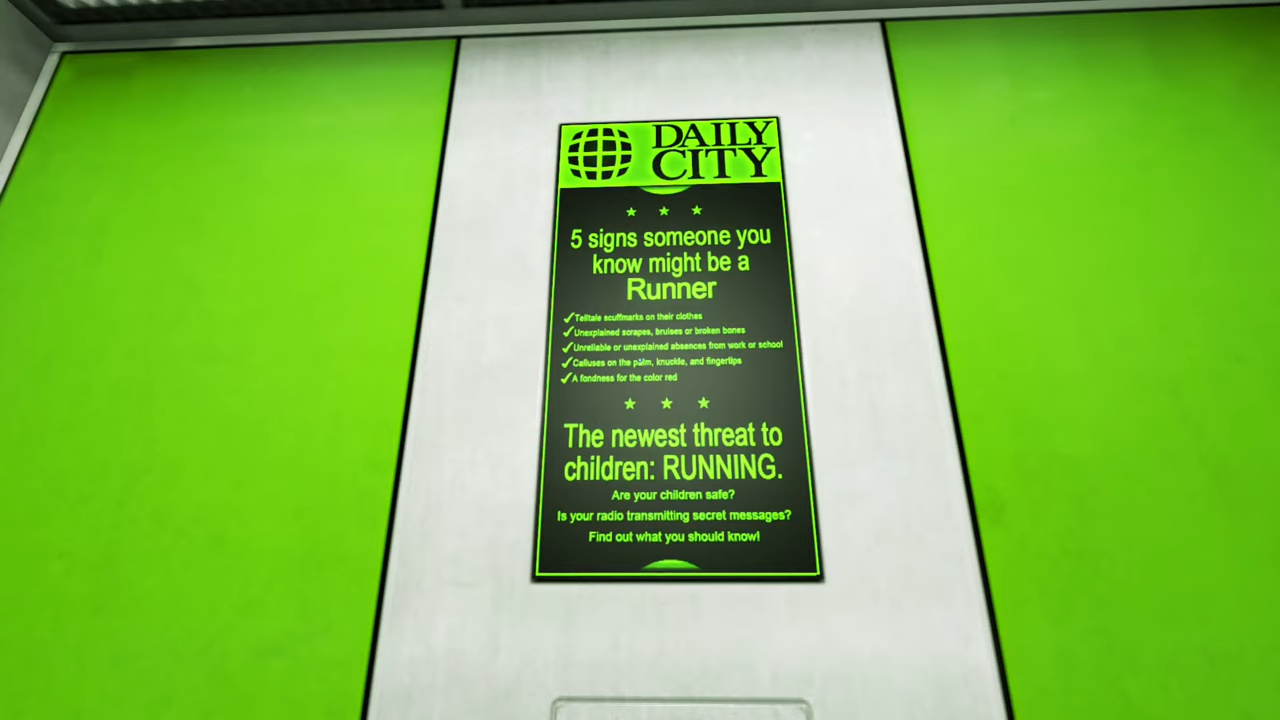 DAILY
CITY
5 signs someone you
know might be a
Runner
Telltale scuffmarks on their clothes
Unexplained scrapes, bruises or broken bones
Unreliable or unexplained absences from work or school
Calluses on the palm, knuckle, and fingertips
A fondness for the color red
The newest threat to
children: RUNNING.
Are your children safe?
Is your radio transmitting secret messages?
Find out what you should know!